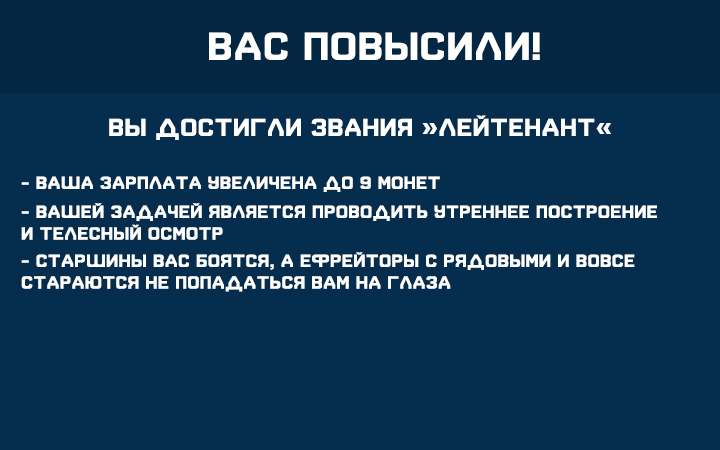 ВАС ПОВЫСИЛИ!
ВЫ ДОСТИГЛИ ЗВАНИЯ »ЛЕЙТЕНАНТ«
- ВАША ЗАРПЛАТА УВЕЛИЧЕНА ДО 9 МОНЕТ
- ВАШЕЙ ЗАДАЧЕЙ ЯВЛЯЕТСЯ ПРОВОДИТЬ УТРЕННЕЕ ПОСТРОЕНИЕ
И ТЕЛЕСНЫЙ ОСМОТР
- СТАРШИНЫ ВАС БОЯТСЯ, А ЕФРЕЙТОРЫ С РЯДОВЫМИ И ВОВСЕ
СТАРАЮТСЯ НЕ ПОПАДАТЬСЯ ВАМ НА ГЛАЗА